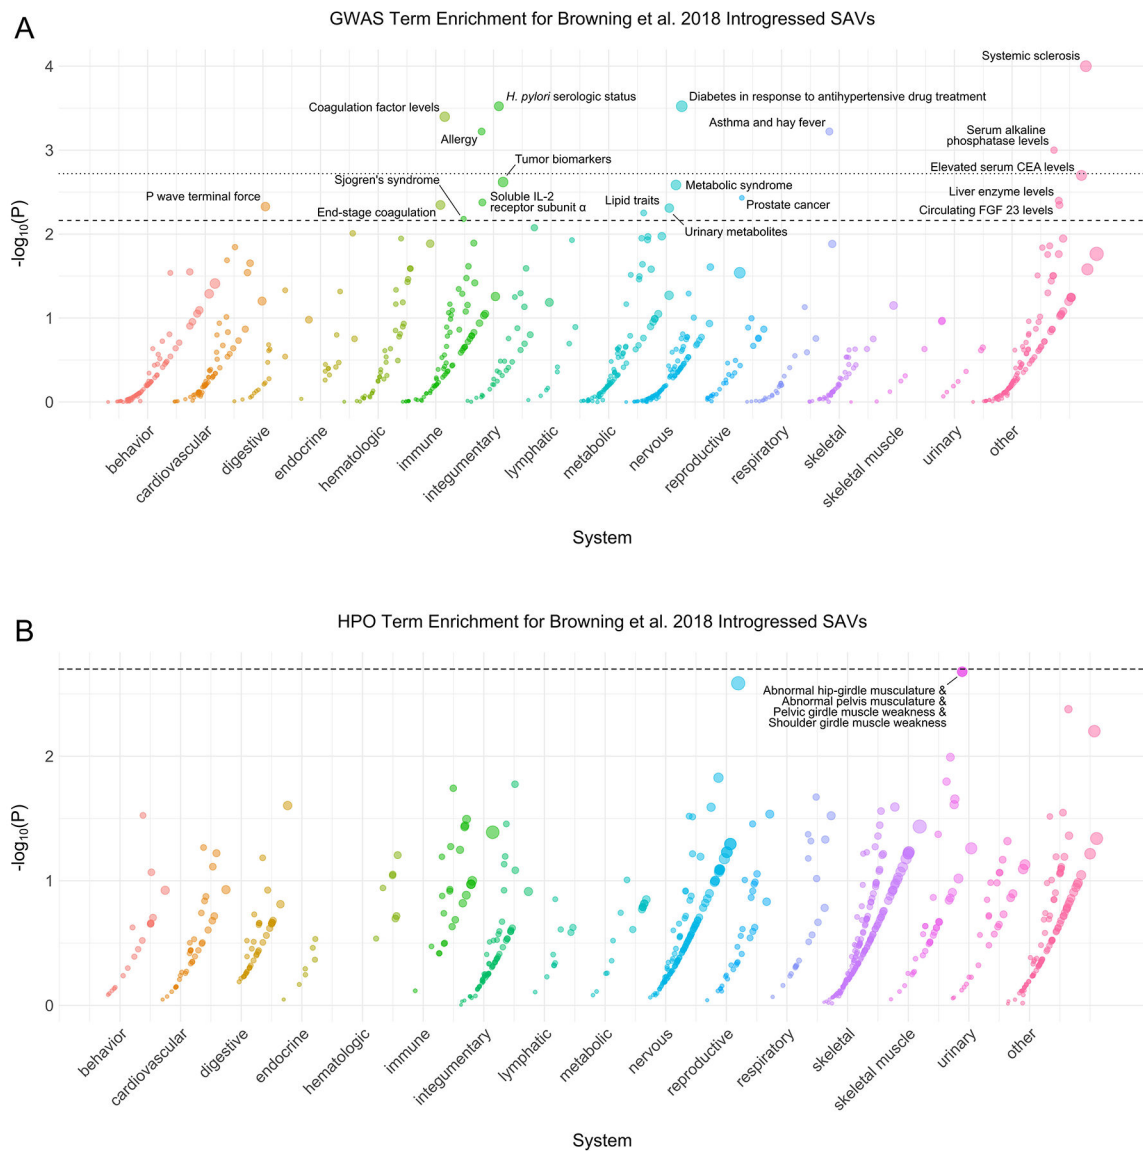 A
GWAS Term Enrichment for Browning et al. 2018 Introgressed SAVs
4
3
2
1
0
-log10(P)
Systemic sclerosis
H. pylori serologic status
Diabetes in response to antihypertensive drug treatment
Coagulation factor levels
Asthma and hay fever
Allergy
Serum alkaline
phosphatase levels
Tumor biomarkers
Elevated serum CEA levels
Sjogren's syndrome
Metabolic syndrome
P wave terminal force
Soluble IL-2
receptor subunit α
Lipid traits
Prostate cancer
Liver enzyme levels
End-stage coagulation
Circulating FGF 23 levels
Urinary metabolites
behavior
cardiovascular
digestive
endocrine
hematologic
immune
integumentary
lymphatic
metabolic
nervous
reproductive
respiratory
skeletal
skeletal muscle
urinary
other
System
B
HPO Term Enrichment for Browning et al. 2018 Introgressed SAVs
2
1
0
-log10(P)
Abnormal hip-girdle musculature &
Abnormal pelvis musculature &
Pelvic girdle muscle weakness &
Shoulder girdle muscle weakness
behavior
cardiovascular
digestive
endocrine
hematologic
immune
integumentary
lymphatic
metabolic
nervous
reproductive
respiratory
skeletal
skeletal muscle
urinary
other
System